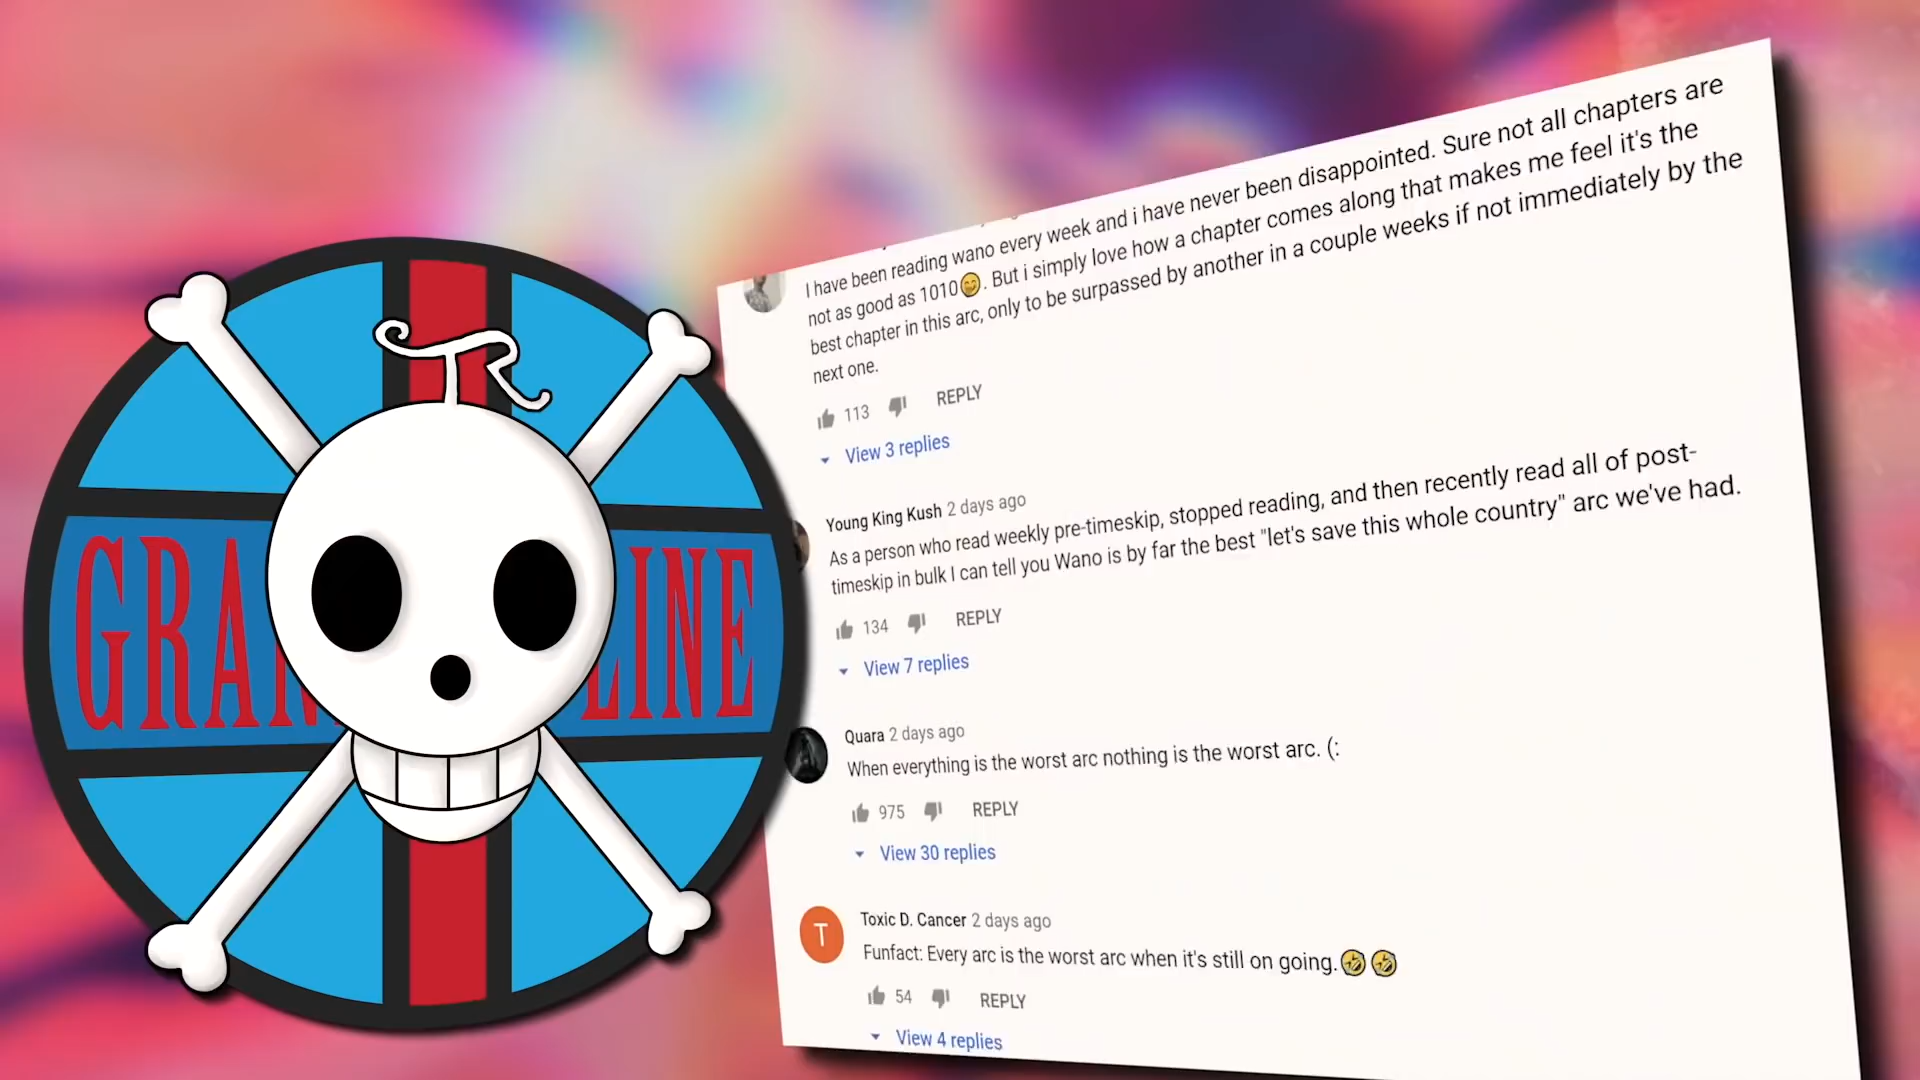 TR
GRAN
LINE
I have been reading wano every week and i have never been disappointed. Sure not all chapters are
not as good as 1010😄. But i simply love how a chapter comes along that makes me feel it's the
best chapter in this arc, only to be surpassed by another in a couple weeks if not immediately by the
next one.
113 REPLY
View 3 replies
Young King Kush 2 days ago
As a person who read weekly pre-timeskip, stopped reading, and then recently read all of post-
timeskip in bulk I can tell you Wano is by far the best "let's save this whole country" arc we've had.
134 REPLY
View 7 replies
Quara 2 days ago
When everything is the worst arc nothing is the worst arc. (:
975 REPLY
View 30 replies
T
Toxic D. Cancer 2 days ago
Funfact: Every arc is the worst arc when it's still on going.🤣🤣
54 REPLY
View 4 replies